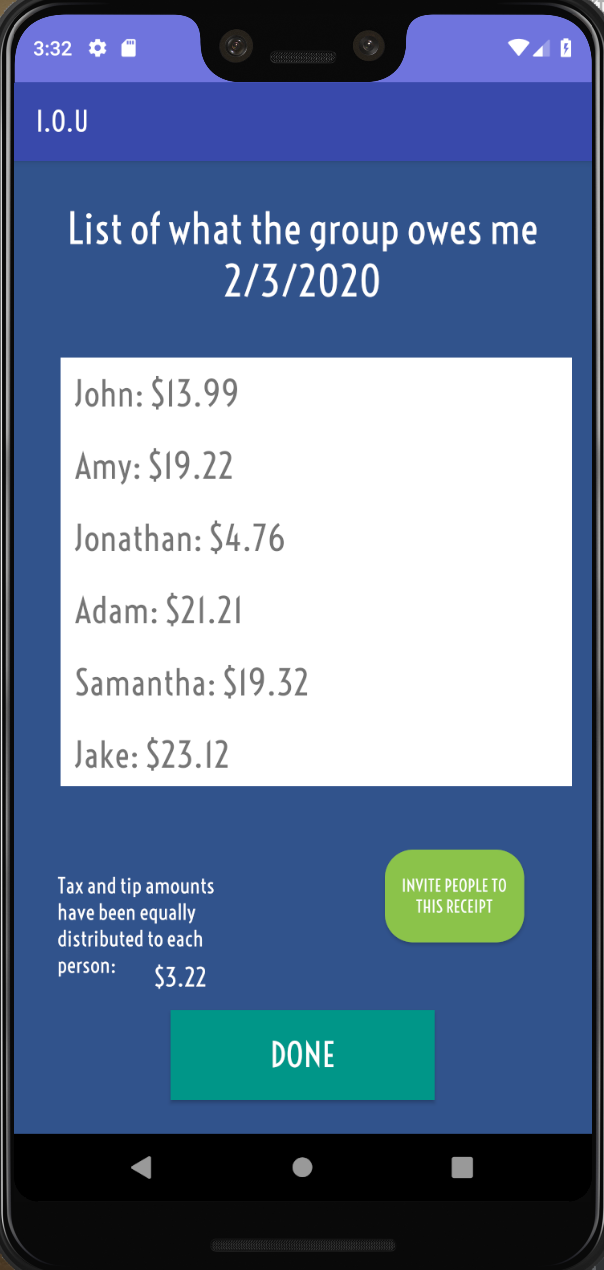 3:32
I.O.U
List of what the group owes me
2/3/2020
John: $13.99
Amy: $19.22
Jonathan: $4.76
Adam: $21.21
Samantha: $19.32
Jake: $23.12
Tax and tip amounts
have been equally
distributed to each
person: $3.22
INVITE PEOPLE TO
THIS RECEIPT
DONE